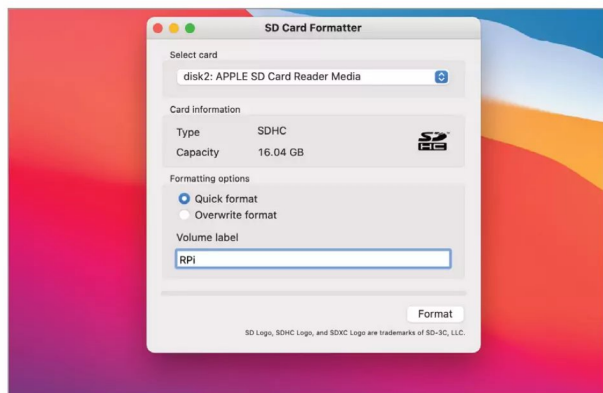 SD Card Formatter
Select card
disk2: APPLE SD Card Reader Media
Card information
Type SDHC
Capacity 16.04 GB
SD
HC
Formatting options
Quick format
Overwrite format
Volume label
RPi
Format
SD Logo, SDHC Logo, and SDXC Logo are trademarks of SD-3C, LLC.